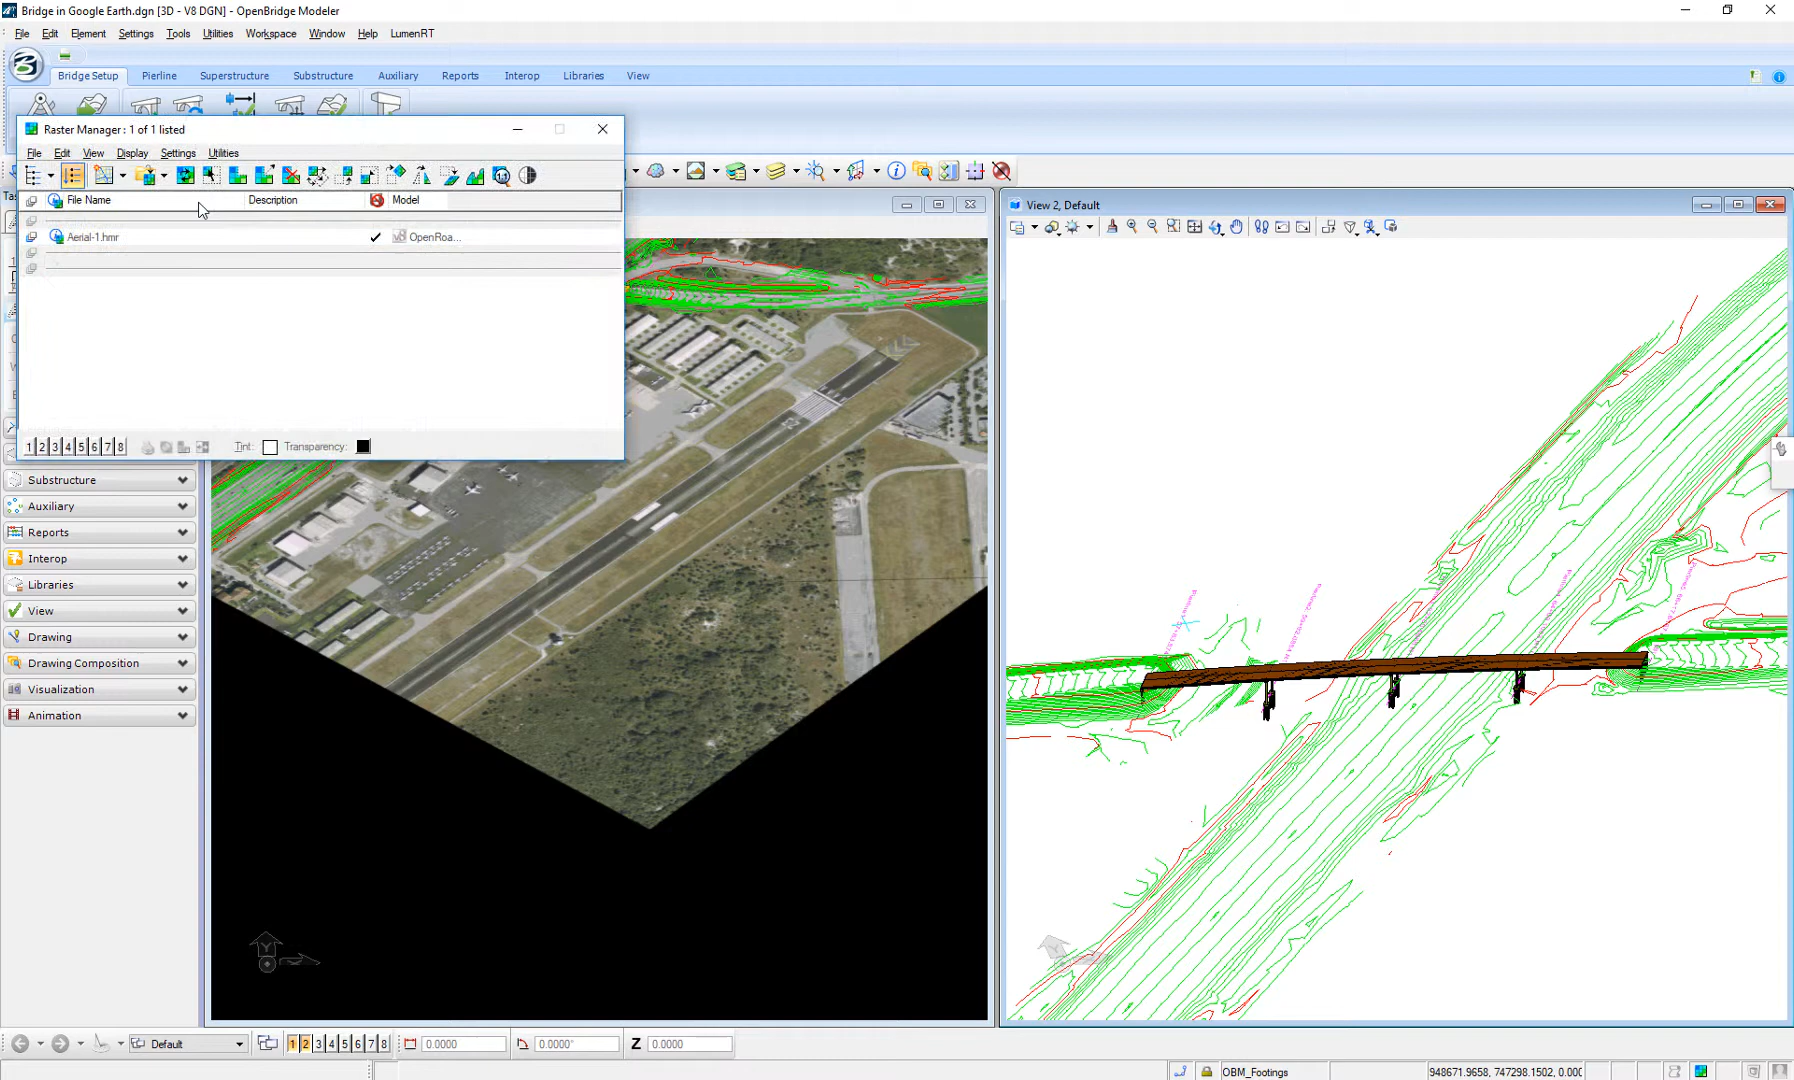 Bridge in Google Earth.dgn [3D - V8 DGN] - OpenBridge Modeler
File Edit Element Settings Tools Utilities Workspace Window Help LumenRT
Bridge Setup Pierline Superstructure Substructure Auxiliary Reports Interop Libraries View
Raster Manager : 1 of 1 listed
File Edit View Display Settings Utilities
File Name Description Model
Aerial-1.hmr OpenRoa...
1 2 3 4 5 6 7 8 Tint: Transparency:
View 2, Default
Substructure
Auxiliary
Reports
Interop
Libraries
View
Drawing
Drawing Composition
Visualization
Animation
Default 1 2 3 4 5 6 7 8 0.0000 0.0000° Z 0.0000
OBM_Footings 948671.9658, 747298.1502, 0.000